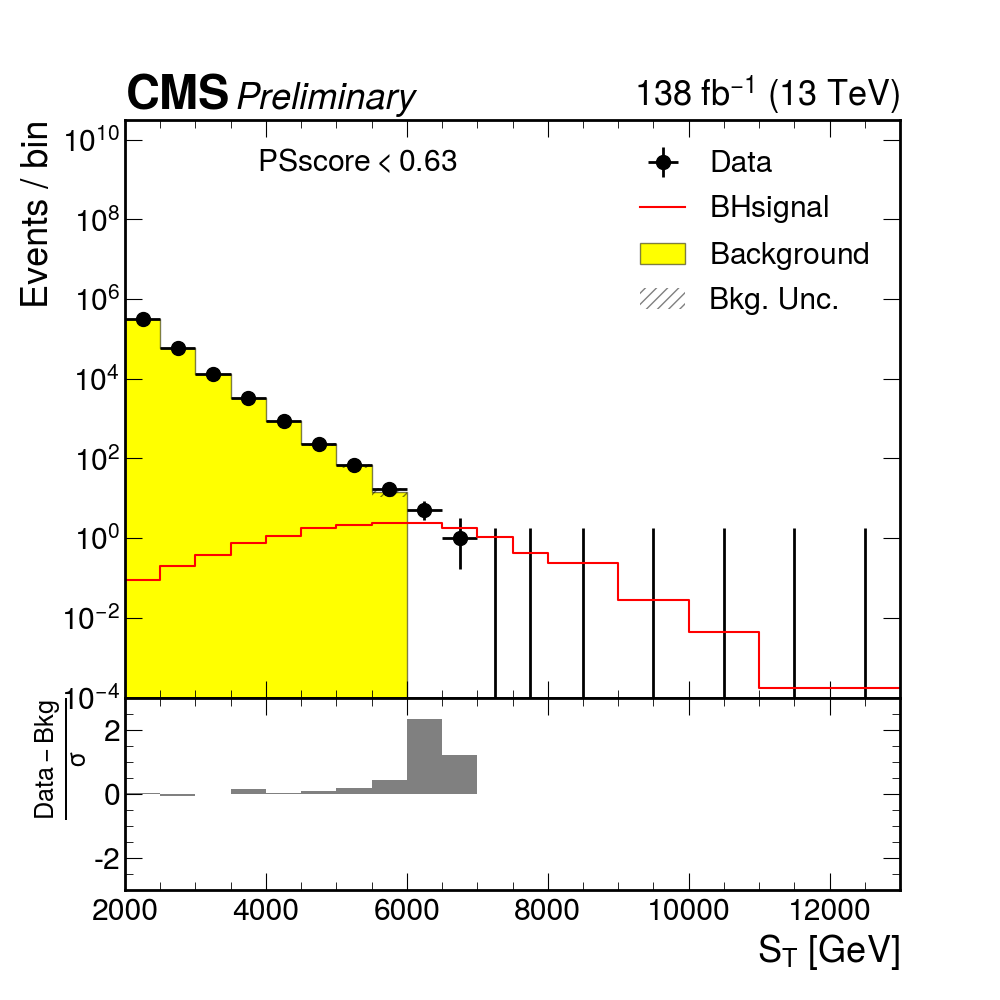 CMS Preliminary
138 fb⁻¹ (13 TeV)
Events / bin
PSscore < 0.63
Data
BHsignal
Background
Bkg. Unc.
10¹⁰
10⁸
10⁶
10⁴
10²
10⁰
10⁻²
10⁻⁴
Data − Bkg
σ
2
0
-2
2000 4000 6000 8000 10000 12000
S_T [GeV]